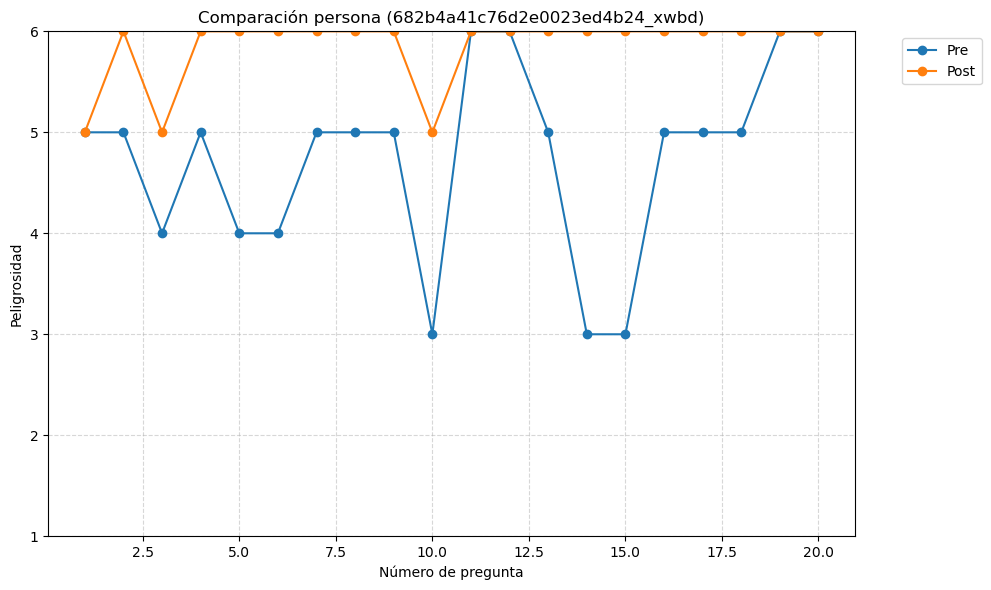 Comparación persona (682b4a41c76d2e0023ed4b24_xwbd)
Pre
Post
Peligrosidad
6
5
4
3
2
1
2.5 5.0 7.5 10.0 12.5 15.0 17.5 20.0
Número de pregunta